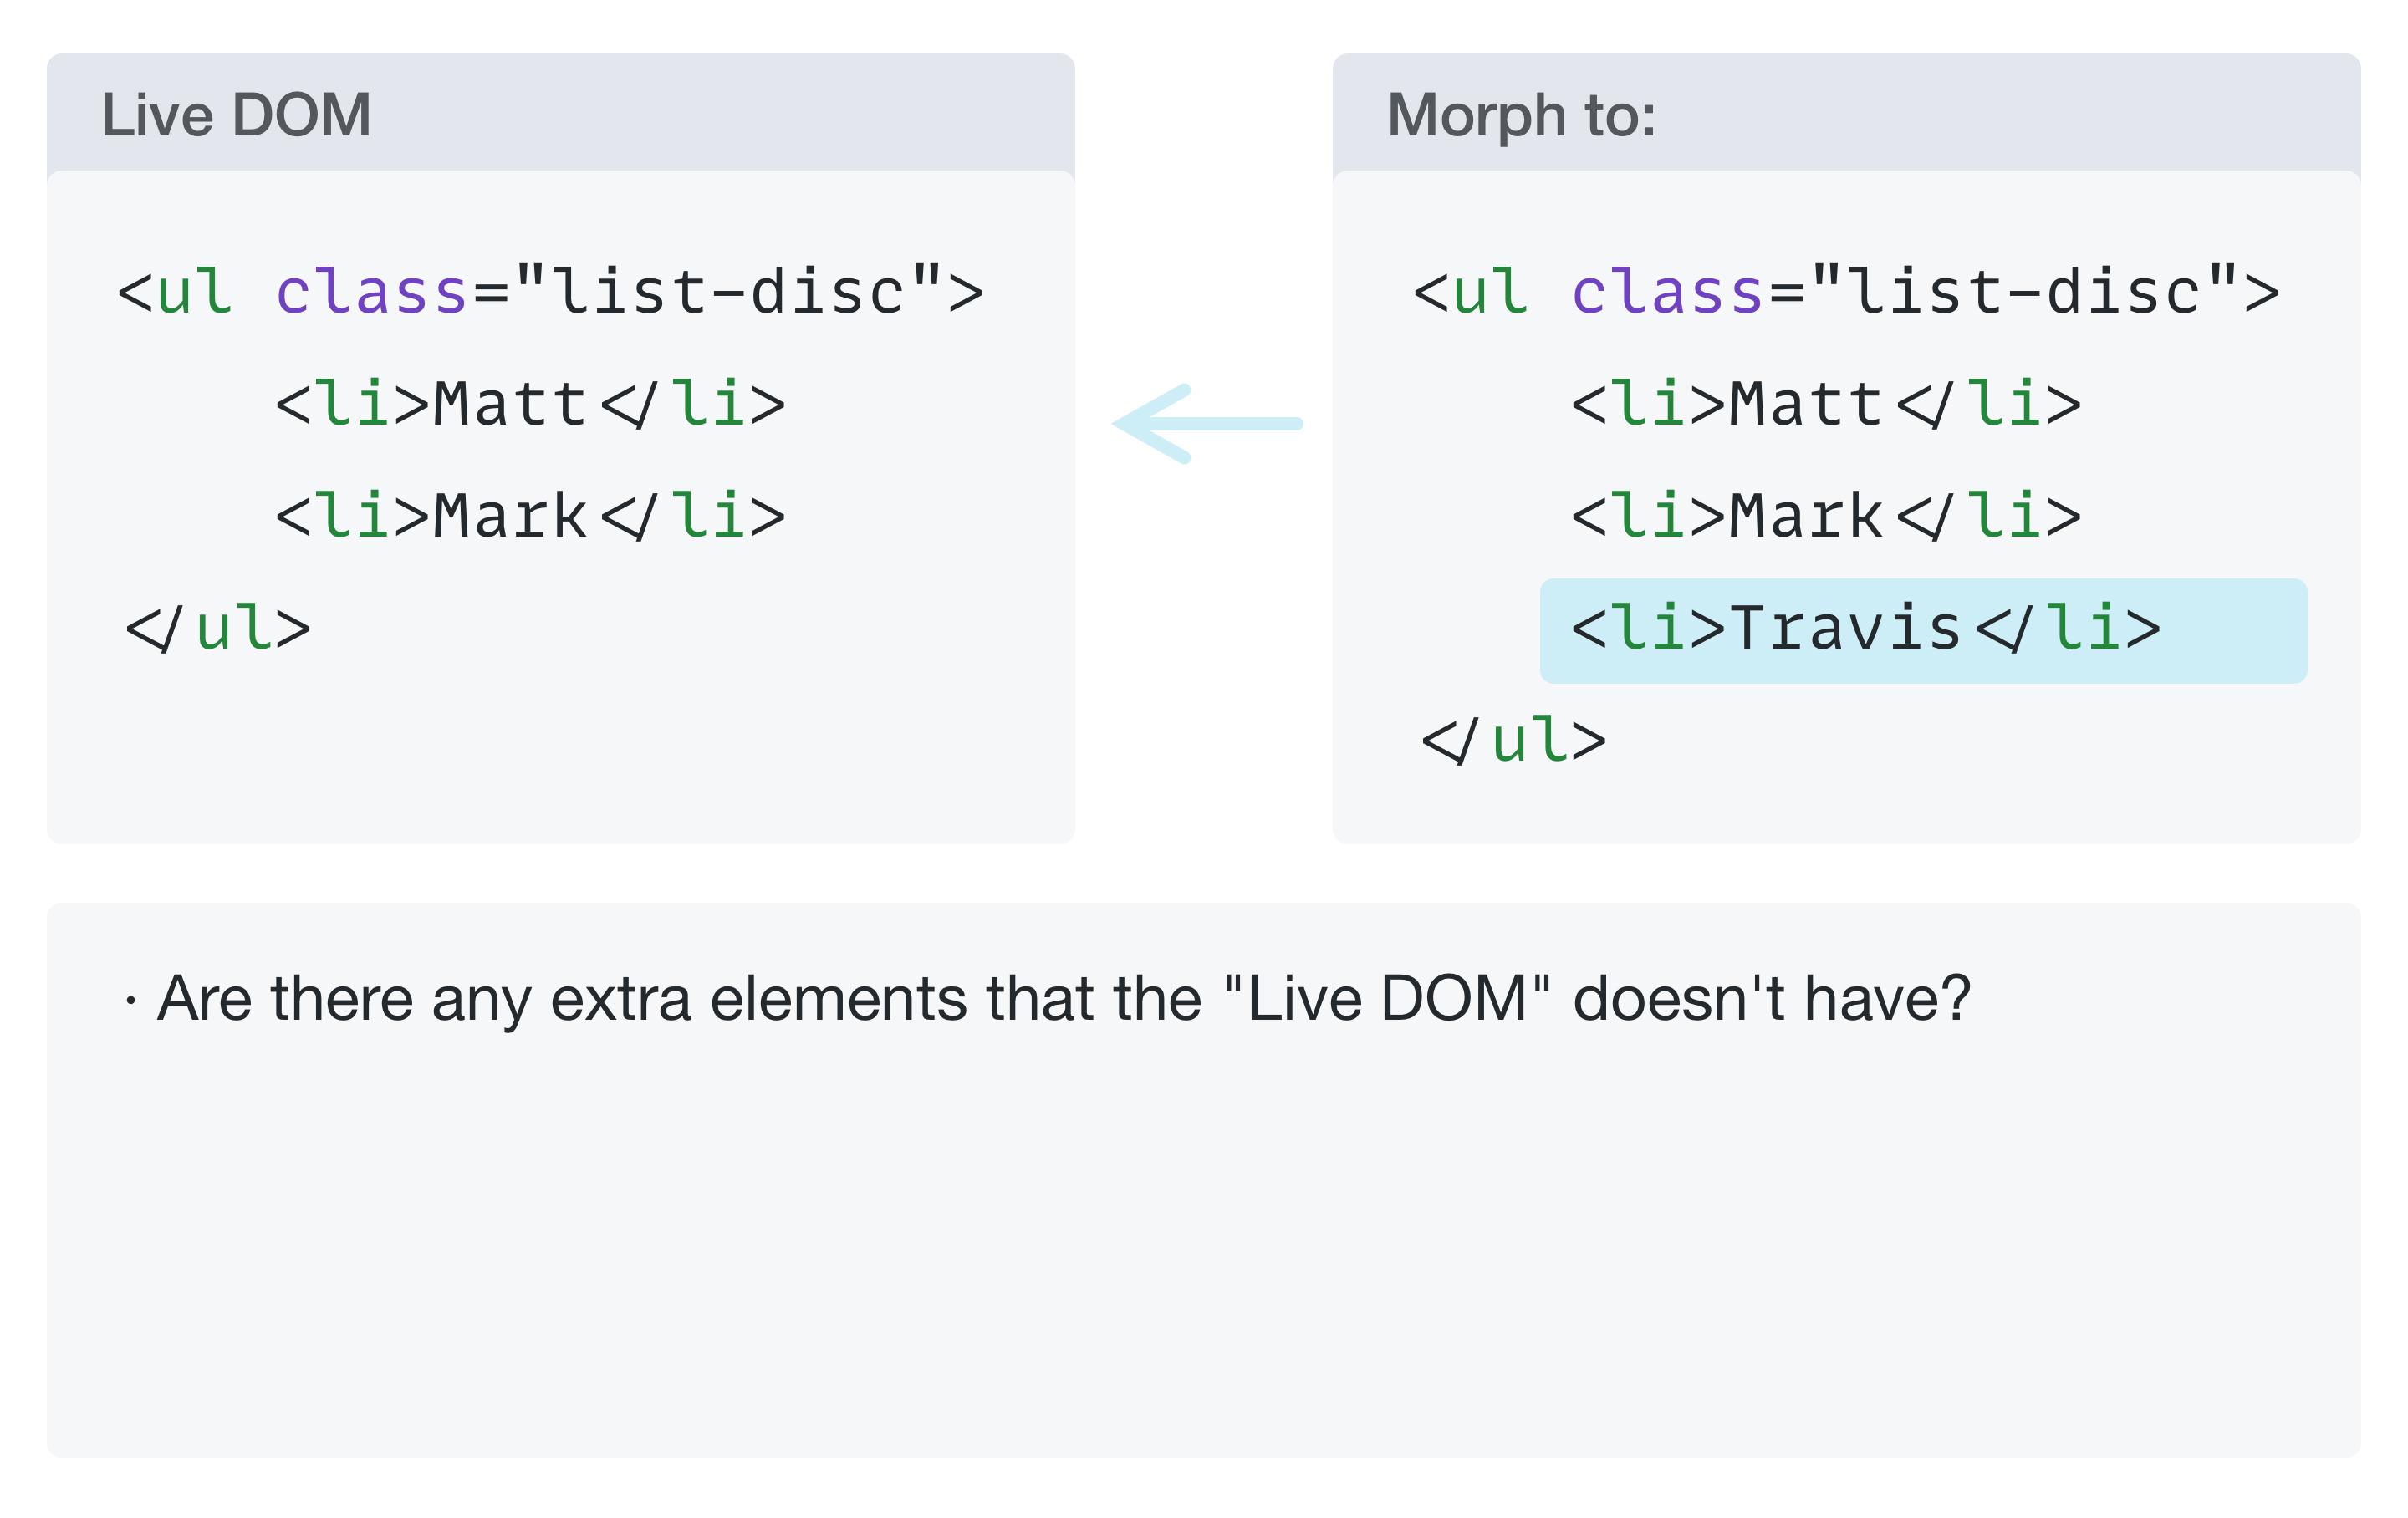 Live DOM
<ul class="list-disc">
<li>Matt</li>
<li>Mark</li>
</ul>
Morph to:
<ul class="list-disc">
<li>Matt</li>
<li>Mark</li>
<li>Travis</li>
</ul>
· Are there any extra elements that the "Live DOM" doesn't have?